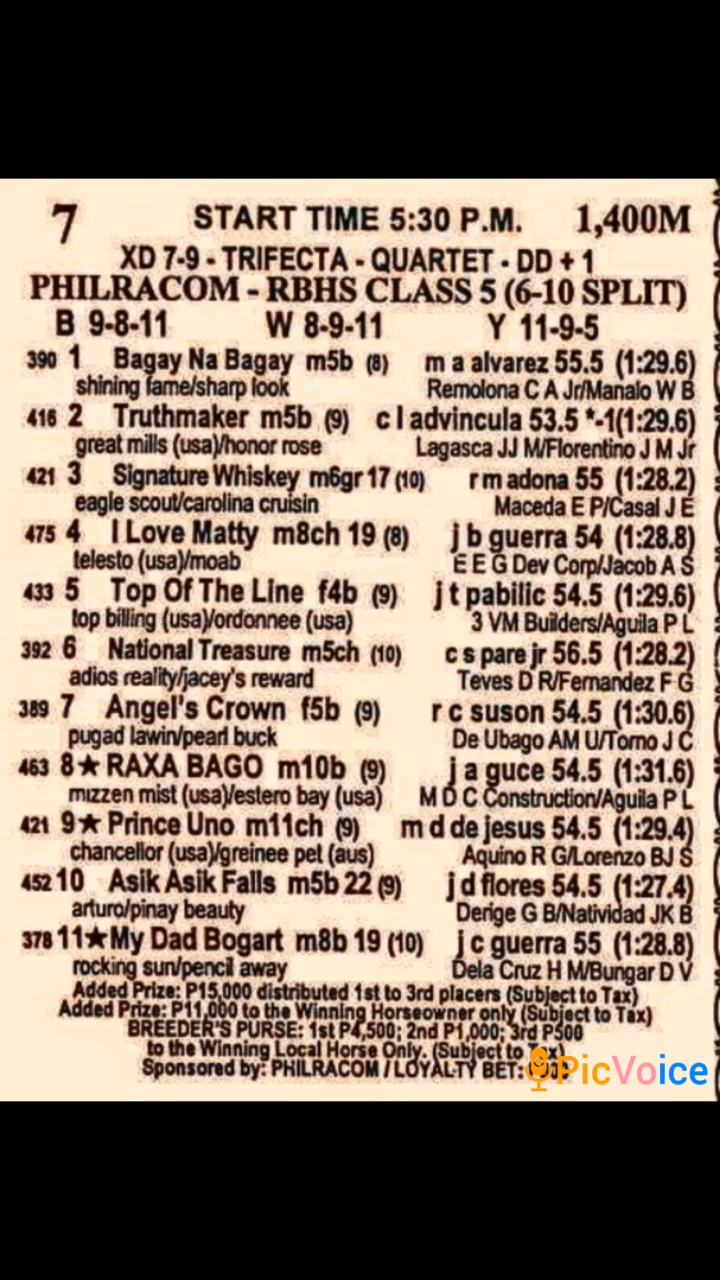 7 START TIME 5:30 P.M. 1,400M
XD 7-9 - TRIFECTA - QUARTET - DD + 1
PHILRACOM - RBHS CLASS 5 (6-10 SPLIT)
B 9-8-11 W 8-9-11 Y 11-9-5
390 1 Bagay Na Bagay m5b (8) m a alvarez 55.5 (1:29.6)
shining fame/sharp look Remolona C A Jr/Manalo W B
416 2 Truthmaker m5b (9) c l advincula 53.5 *-1(1:29.6)
great mills (usa)/honor rose Lagasca JJ M/Florentino J M Jr
421 3 Signature Whiskey m6gr 17 (10) r m adona 55 (1:28.2)
eagle scout/carolina cruisin Maceda E P/Casal J E
475 4 I Love Matty m8ch 19 (8) j b guerra 54 (1:28.8)
telesto (usa)/moab E E G Dev Corp/Jacob A S
433 5 Top Of The Line f4b (9) j t pabilic 54.5 (1:29.6)
top billing (usa)/ordonnee (usa) 3 VM Builders/Aguila P L
392 6 National Treasure m5ch (10) c s pare jr 56.5 (1:28.2)
adios reality/jacey's reward Teves D R/Fernandez F G
389 7 Angel's Crown f5b (9) r c suson 54.5 (1:30.6)
pugad lawin/pearl buck De Ubago AM U/Torno J C
463 8★ RAXA BAGO m10b (9) j a guce 54.5 (1:31.6)
mizzen mist (usa)/estero bay (usa) M D C Construction/Aguila P L
421 9★ Prince Uno m11ch (9) m d de jesus 54.5 (1:29.4)
chancellor (usa)/greinee pet (aus) Aquino R G/Lorenzo BJ S
452 10 Asik Asik Falls m5b 22 (9) j d flores 54.5 (1:27.4)
arturo/pinay beauty Derige G B/Natividad JK B
378 11★ My Dad Bogart m8b 19 (10) j c guerra 55 (1:28.8)
rocking sun/pencil away Dela Cruz H M/Bungar D V
Added Prize: P15,000 distributed 1st to 3rd placers (Subject to Tax)
Added Prize: P11,000 to the Winning Horseowner only (Subject to Tax)
BREEDER'S PURSE: 1st P4,500; 2nd P1,000; 3rd P500
to the Winning Local Horse Only. (Subject to Tax)
Sponsored by: PHILRACOM / LOYALTY BET:
PicVoice